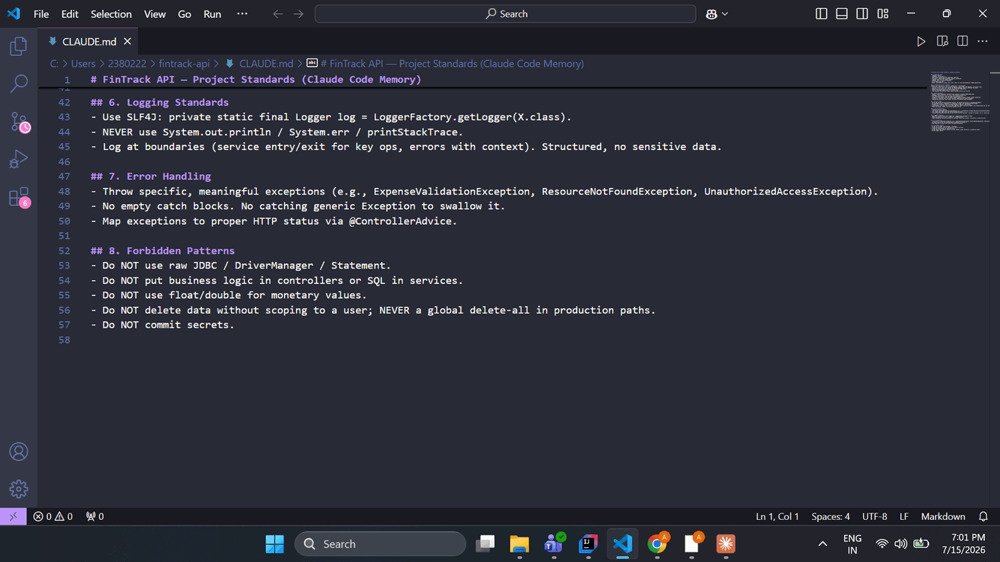 File Edit Selection View Go Run ···
Search
CLAUDE.md
C: > Users > 2380222 > fintrack-api > CLAUDE.md > abc # FinTrack API — Project Standards (Claude Code Memory)
1 # FinTrack API — Project Standards (Claude Code Memory)
41
42 ## 6. Logging Standards
43 - Use SLF4J: private static final Logger log = LoggerFactory.getLogger(X.class).
44 - NEVER use System.out.println / System.err / printStackTrace.
45 - Log at boundaries (service entry/exit for key ops, errors with context). Structured, no sensitive data.
46
47 ## 7. Error Handling
48 - Throw specific, meaningful exceptions (e.g., ExpenseValidationException, ResourceNotFoundException, UnauthorizedAccessException).
49 - No empty catch blocks. No catching generic Exception to swallow it.
50 - Map exceptions to proper HTTP status via @ControllerAdvice.
51
52 ## 8. Forbidden Patterns
53 - Do NOT use raw JDBC / DriverManager / Statement.
54 - Do NOT put business logic in controllers or SQL in services.
55 - Do NOT use float/double for monetary values.
56 - Do NOT delete data without scoping to a user; NEVER a global delete-all in production paths.
57 - Do NOT commit secrets.
58
6
0 0 0
Ln 1, Col 1 Spaces: 4 UTF-8 LF Markdown
Search
T
IJ
A
A
ENG
IN
7:01 PM
7/15/2026